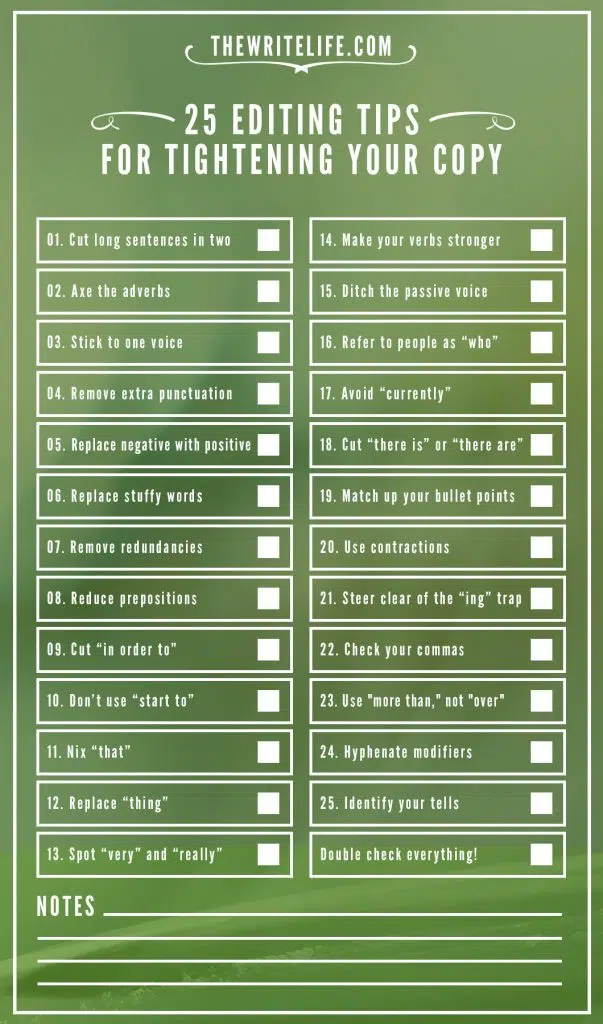 THEWRITELIFE.COM
25 EDITING TIPS
FOR TIGHTENING YOUR COPY
01. Cut long sentences in two
02. Axe the adverbs
03. Stick to one voice
04. Remove extra punctuation
05. Replace negative with positive
06. Replace stuffy words
07. Remove redundancies
08. Reduce prepositions
09. Cut “in order to”
10. Don’t use “start to”
11. Nix “that”
12. Replace “thing”
13. Spot “very” and “really”
14. Make your verbs stronger
15. Ditch the passive voice
16. Refer to people as “who”
17. Avoid “currently”
18. Cut “there is” or “there are”
19. Match up your bullet points
20. Use contractions
21. Steer clear of the “ing” trap
22. Check your commas
23. Use "more than," not "over"
24. Hyphenate modifiers
25. Identify your tells
Double check everything!
NOTES